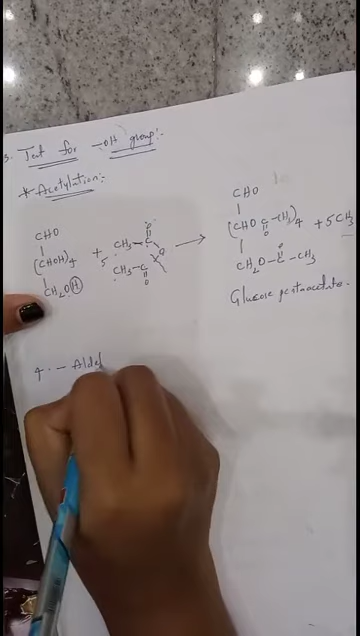 3. Test for -OH group:-
* Acetylation:-
CHO
(CHOH)4
CH2OH
+ 5
CH3-C
O
O
CH3-C
O
→
CHO
(CHO-C-CH3)4
O
CH2O-C-CH3
O
+ 5CH3
Glucose pentaacetate.
4. - Alde